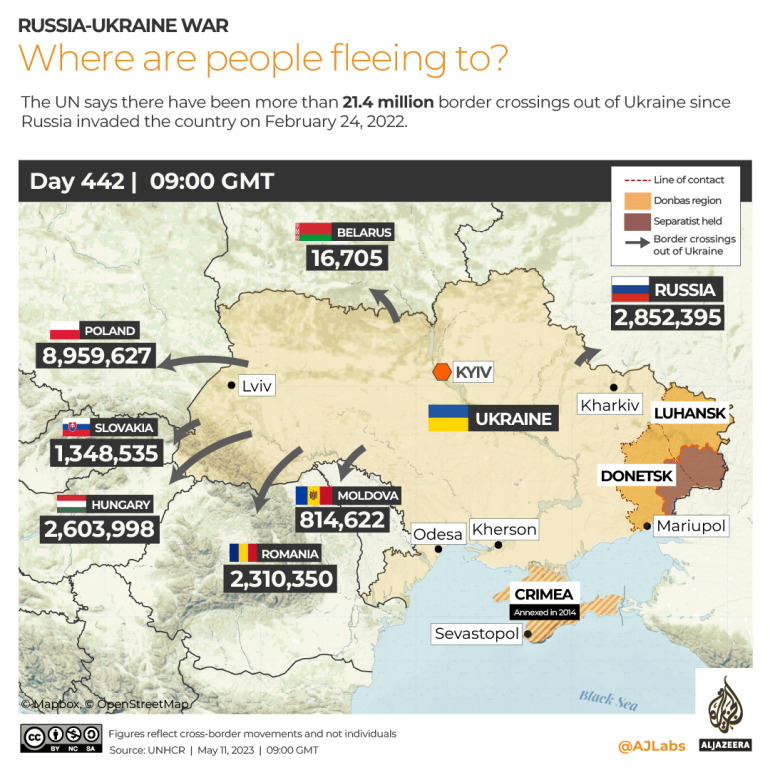 RUSSIA-UKRAINE WAR
Where are people fleeing to?
The UN says there have been more than 21.4 million border crossings out of Ukraine since
Russia invaded the country on February 24, 2022.
Day 442 | 09:00 GMT
Line of contact
Donbas region
Separatist held
Border crossings
out of Ukraine
BELARUS
16,705
RUSSIA
2,852,395
POLAND
8,959,627
KYIV
Lviv
Kharkiv
UKRAINE
LUHANSK
SLOVAKIA
1,348,535
DONETSK
HUNGARY
2,603,998
MOLDOVA
814,622
Mariupol
Odesa
Kherson
ROMANIA
2,310,350
CRIMEA
Annexed in 2014
Sevastopol
Black Sea
© Mapbox, © OpenStreetMap
ALJAZEERA
@AJLabs
cc
BY NC SA
Figures reflect cross-border movements and not individuals
Source: UNHCR | May 11, 2023 | 09:00 GMT